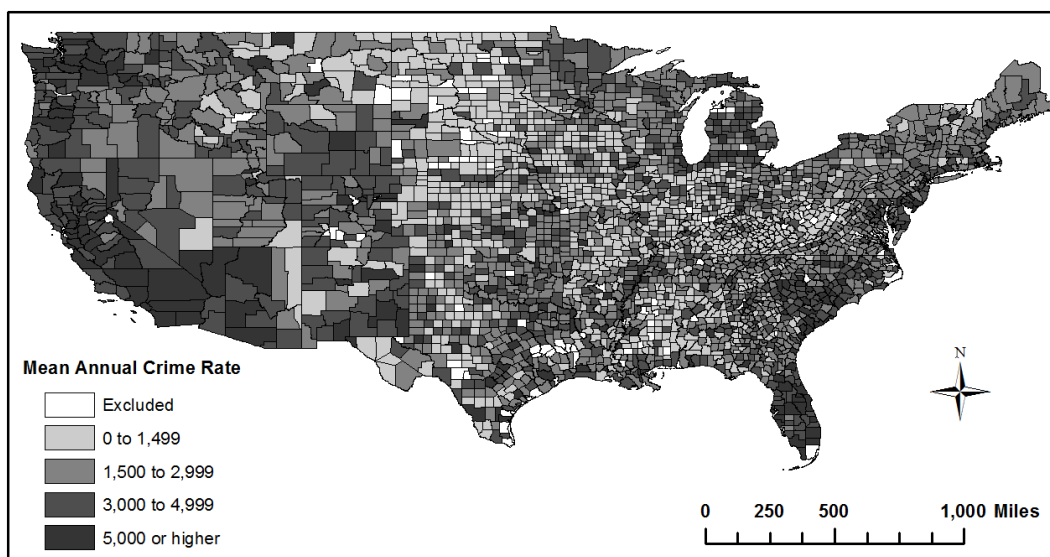 N
Mean Annual Crime Rate
Excluded
0 to 1,499
1,500 to 2,999
3,000 to 4,999
5,000 or higher
0 250 500 1,000 Miles